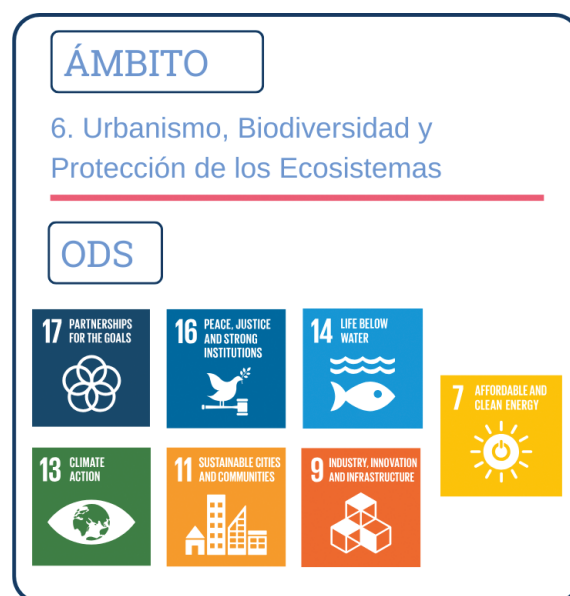 ÁMBITO
6. Urbanismo, Biodiversidad y
Protección de los Ecosistemas
ODS
17 PARTNERSHIPS
FOR THE GOALS
16 PEACE, JUSTICE
AND STRONG
INSTITUTIONS
14 LIFE BELOW
WATER
7 AFFORDABLE AND
CLEAN ENERGY
13 CLIMATE
ACTION
11 SUSTAINABLE CITIES
AND COMMUNITIES
9 INDUSTRY, INNOVATION
AND INFRASTRUCTURE